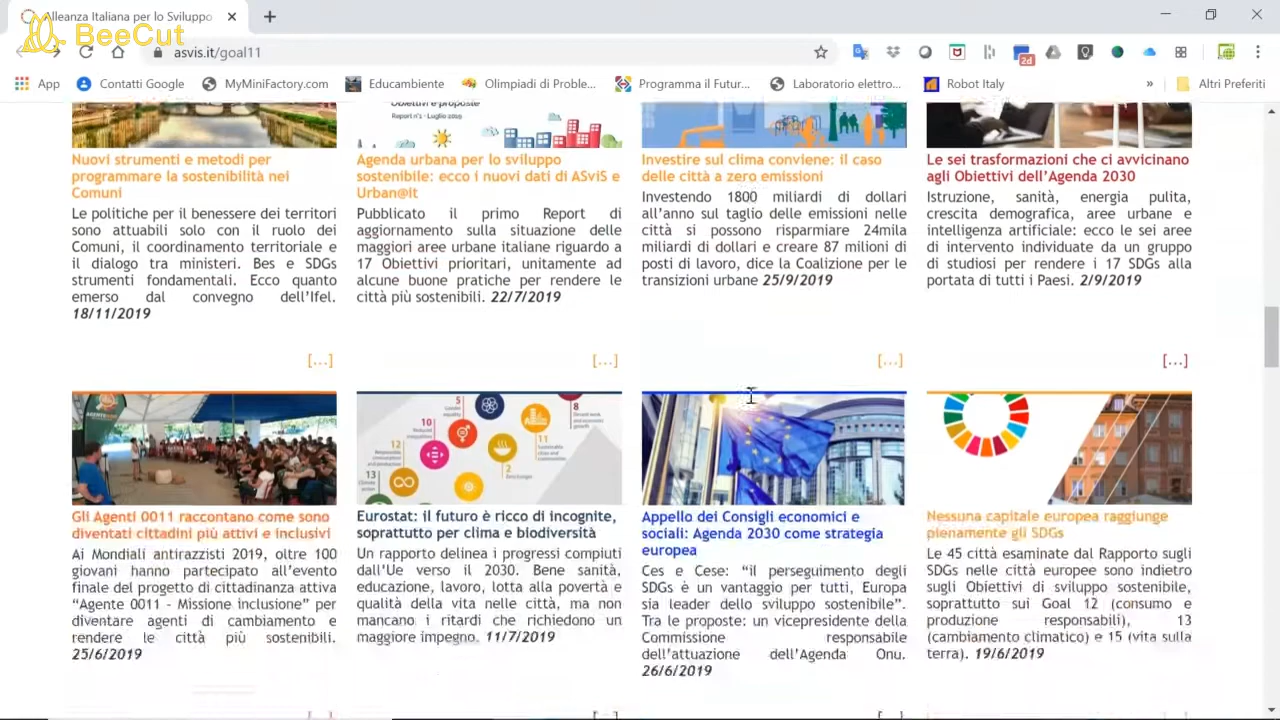 Alleanza Italiana per lo Sviluppo
BeeCut
asvis.it/goal11
2d
App
Contatti Google
MyMiniFactory.com
Educambiente
Olimpiadi di Proble...
Programma il Futur...
Laboratorio elettro...
Robot Italy
»
Altri Preferiti
Nuovi strumenti e metodi per
programmare la sostenibilità nei
Comuni
Le politiche per il benessere dei territori
sono attuabili solo con il ruolo dei
Comuni, il coordinamento territoriale e
il dialogo tra ministeri. Bes e SDGs
strumenti fondamentali. Ecco quanto
emerso dal convegno dell'Ifel.
18/11/2019
[...]
Obiettivi e proposte
Report n°1 - Luglio 2019
Agenda urbana per lo sviluppo
sostenibile: ecco i nuovi dati di ASviS e
Urban@it
Pubblicato il primo Report di
aggiornamento sulla situazione delle
maggiori aree urbane italiane riguardo a
17 Obiettivi prioritari, unitamente ad
alcune buone pratiche per rendere le
città più sostenibili. 22/7/2019
[...]
Investire sul clima conviene: il caso
delle città a zero emissioni
Investendo 1800 miliardi di dollari
all'anno sul taglio delle emissioni nelle
città si possono risparmiare 24mila
miliardi di dollari e creare 87 milioni di
posti di lavoro, dice la Coalizione per le
transizioni urbane 25/9/2019
[...]
Le sei trasformazioni che ci avvicinano
agli Obiettivi dell'Agenda 2030
Istruzione, sanità, energia pulita,
crescita demografica, aree urbane e
intelligenza artificiale: ecco le sei aree
di intervento individuate da un gruppo
di studiosi per rendere i 17 SDGs alla
portata di tutti i Paesi. 2/9/2019
[...]
Gli Agenti 0011 raccontano come sono
diventati cittadini più attivi e inclusivi
Ai Mondiali antirazzisti 2019, oltre 100
giovani hanno partecipato all'evento
finale del progetto di cittadinanza attiva
"Agente 0011 - Missione inclusione" per
diventare agenti di cambiamento e
rendere le città più sostenibili.
25/6/2019
5
8
10
11
12
2
13
Eurostat: il futuro è ricco di incognite,
soprattutto per clima e biodiversità
Un rapporto delinea i progressi compiuti
dall'Ue verso il 2030. Bene sanità,
educazione, lavoro, lotta alla povertà e
qualità della vita nelle città, ma non
mancano i ritardi che richiedono un
maggiore impegno. 11/7/2019
Appello dei Consigli economici e
sociali: Agenda 2030 come strategia
europea
Ces e Cese: "il perseguimento degli
SDGs è un vantaggio per tutti, Europa
sia leader dello sviluppo sostenibile".
Tra le proposte: un vicepresidente della
Commissione responsabile
dell'attuazione dell'Agenda Onu.
26/6/2019
Nessuna capitale europea raggiunge
pienamente gli SDGs
Le 45 città esaminate dal Rapporto sugli
SDGs nelle città europee sono indietro
sugli Obiettivi di sviluppo sostenibile,
soprattutto sui Goal 12 (consumo e
produzione responsabili), 13
(cambiamento climatico) e 15 (vita sulla
terra). 19/6/2019